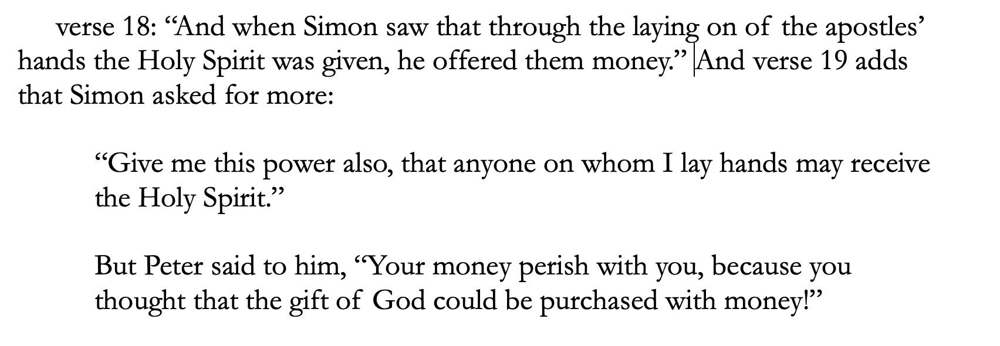 verse 18: “And when Simon saw that through the laying on of the apostles’
hands the Holy Spirit was given, he offered them money.” And verse 19 adds
that Simon asked for more:
“Give me this power also, that anyone on whom I lay hands may receive
the Holy Spirit.”
But Peter said to him, “Your money perish with you, because you
thought that the gift of God could be purchased with money!”